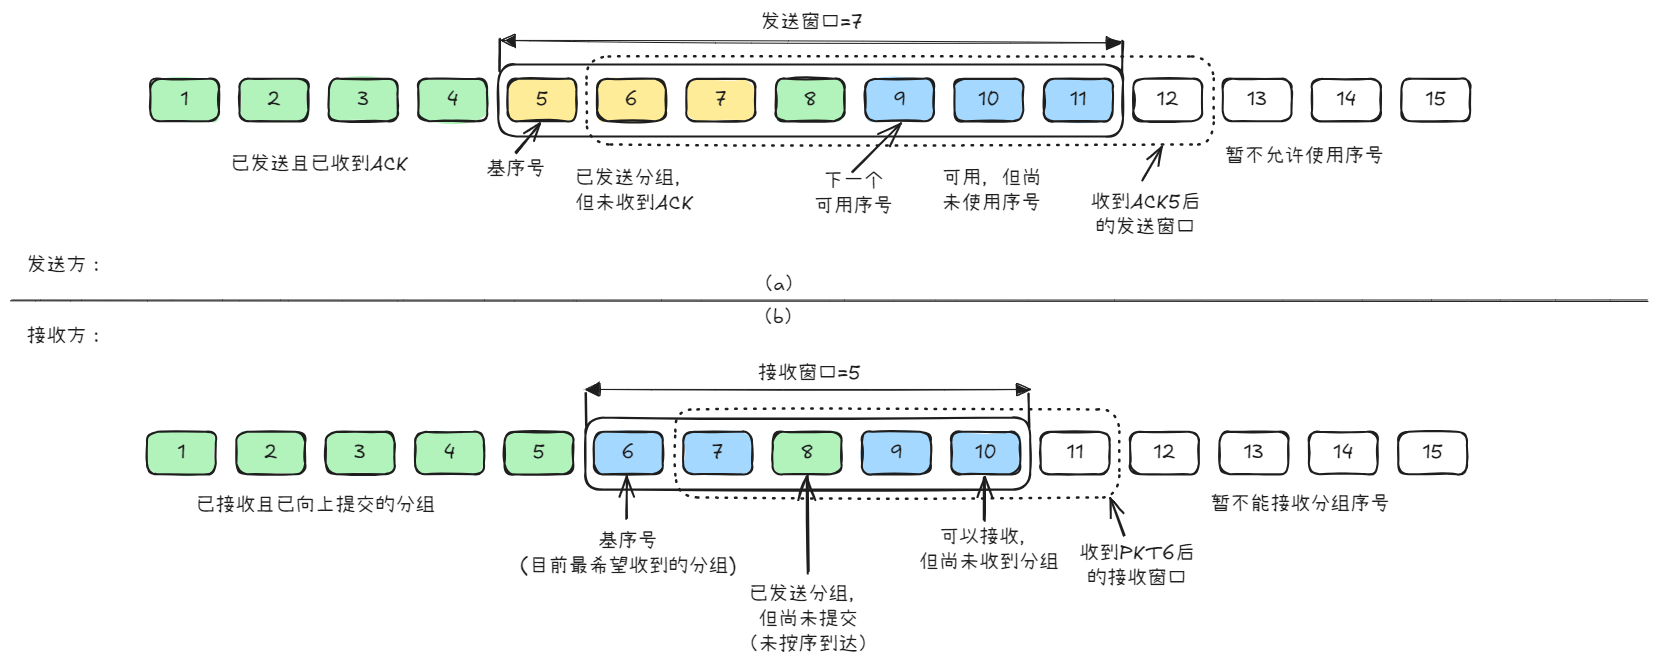 发送窗口=7
1 2 3 4 5 6 7 8 9 10 11 12 13 14 15
已发送且已收到ACK
基序号
已发送分组，
但未收到ACK
下一个
可用序号
可用，但尚
未使用序号
收到ACK5后
的发送窗口
暂不允许使用序号
发送方：
（a）
（b）
接收方：
接收窗口=5
1 2 3 4 5 6 7 8 9 10 11 12 13 14 15
已接收且已向上提交的分组
基序号
(目前最希望收到的分组)
已发送分组，
但尚未提交
（未按序到达）
可以接收，
但尚未收到分组
收到PKT6后
的接收窗口
暂不能接收分组序号